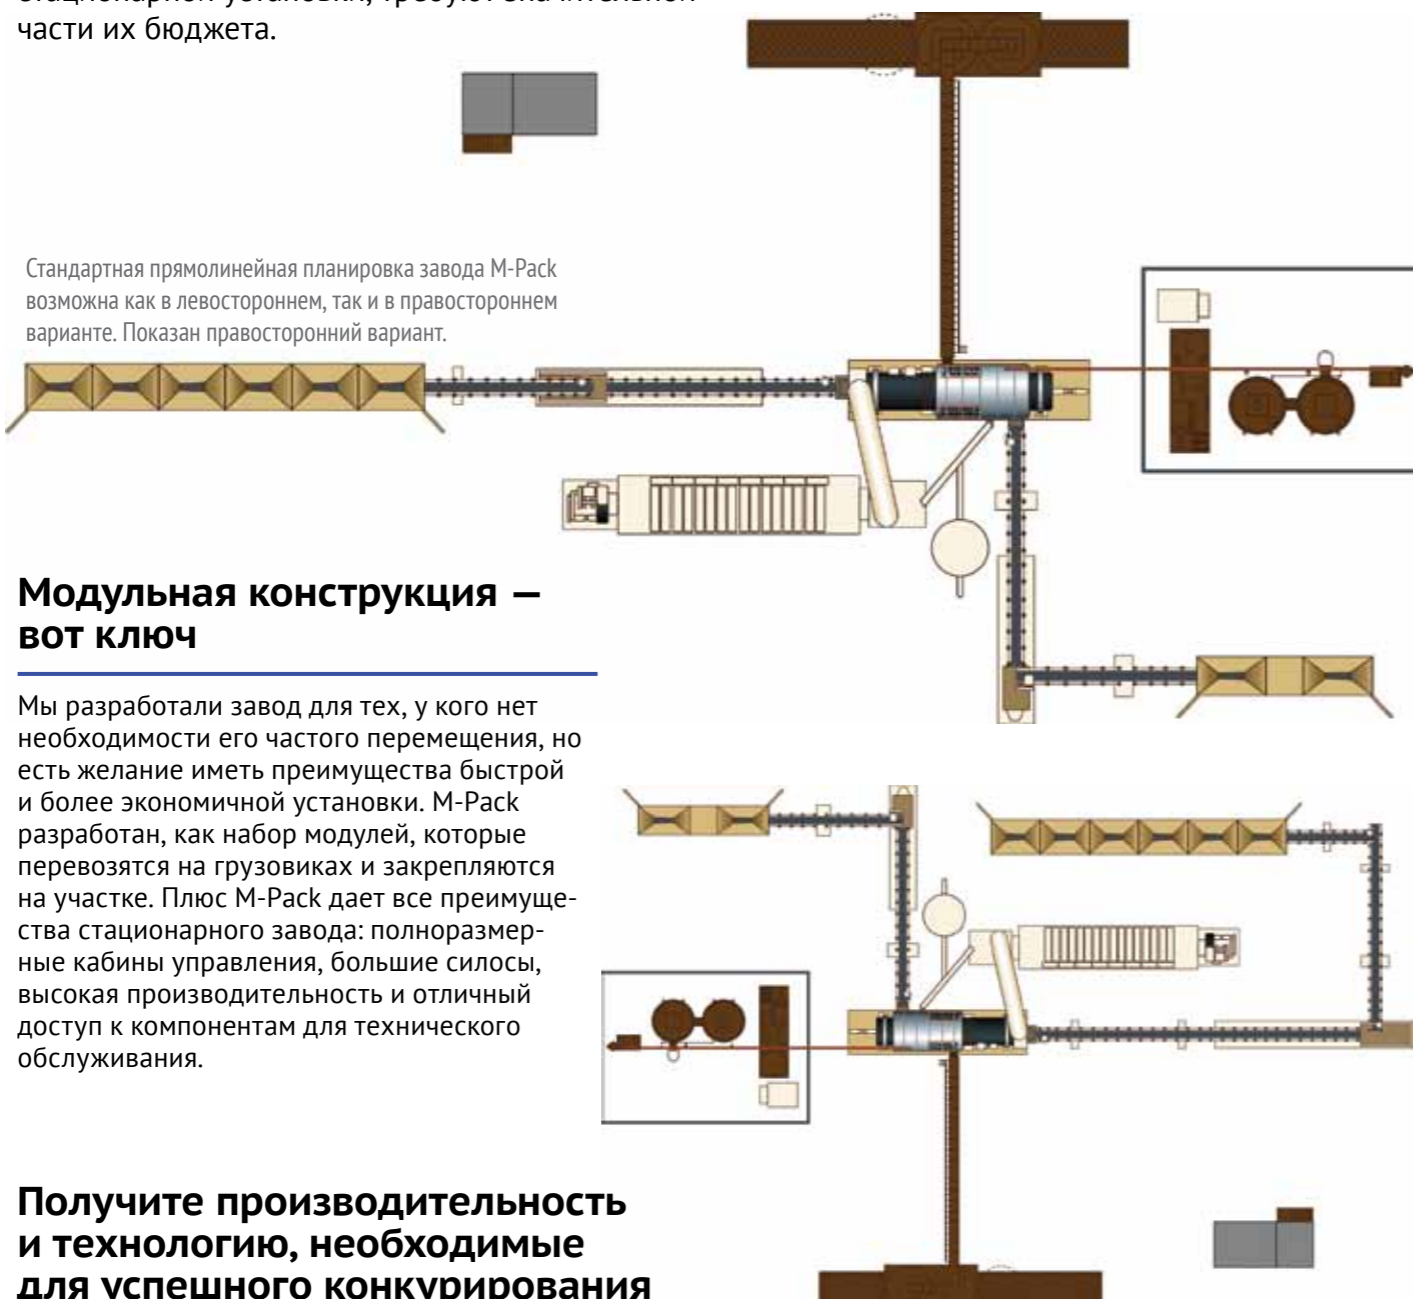 части их бюджета.
Стандартная прямолинейная планировка завода M-Pack
возможна как в левостороннем, так и в правостороннем
варианте. Показан правосторонний вариант.
Модульная конструкция —
вот ключ
Мы разработали завод для тех, у кого нет
необходимости его частого перемещения, но
есть желание иметь преимущества быстрой
и более экономичной установки. M-Pack
разработан, как набор модулей, которые
перевозятся на грузовиках и закрепляются
на участке. Плюс M-Pack дает все преимуще-
ства стационарного завода: полноразмер-
ные кабины управления, большие силосы,
высокая производительность и отличный
доступ к компонентам для технического
обслуживания.
Получите производительность
и технологию, необходимые
для успешного конкурирования